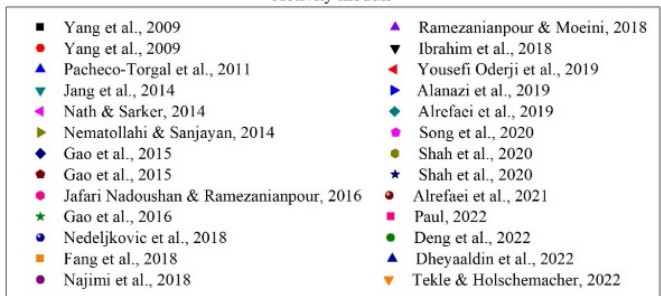 Yang et al., 2009
Yang et al., 2009
Pacheco-Torgal et al., 2011
Jang et al., 2014
Nath & Sarker, 2014
Nematollahi & Sanjayan, 2014
Gao et al., 2015
Gao et al., 2015
Jafari Nadoushan & Ramezanianpour, 2016
Gao et al., 2016
Nedeljkovic et al., 2018
Fang et al., 2018
Najimi et al., 2018
Ramezanianpour & Moeini, 2018
Ibrahim et al., 2018
Yousefi Oderji et al., 2019
Alanazi et al., 2019
Alrefaei et al., 2019
Song et al., 2020
Shah et al., 2020
Shah et al., 2020
Alrefaei et al., 2021
Paul, 2022
Deng et al., 2022
Dheyaaldin et al., 2022
Tekle & Holschemacher, 2022